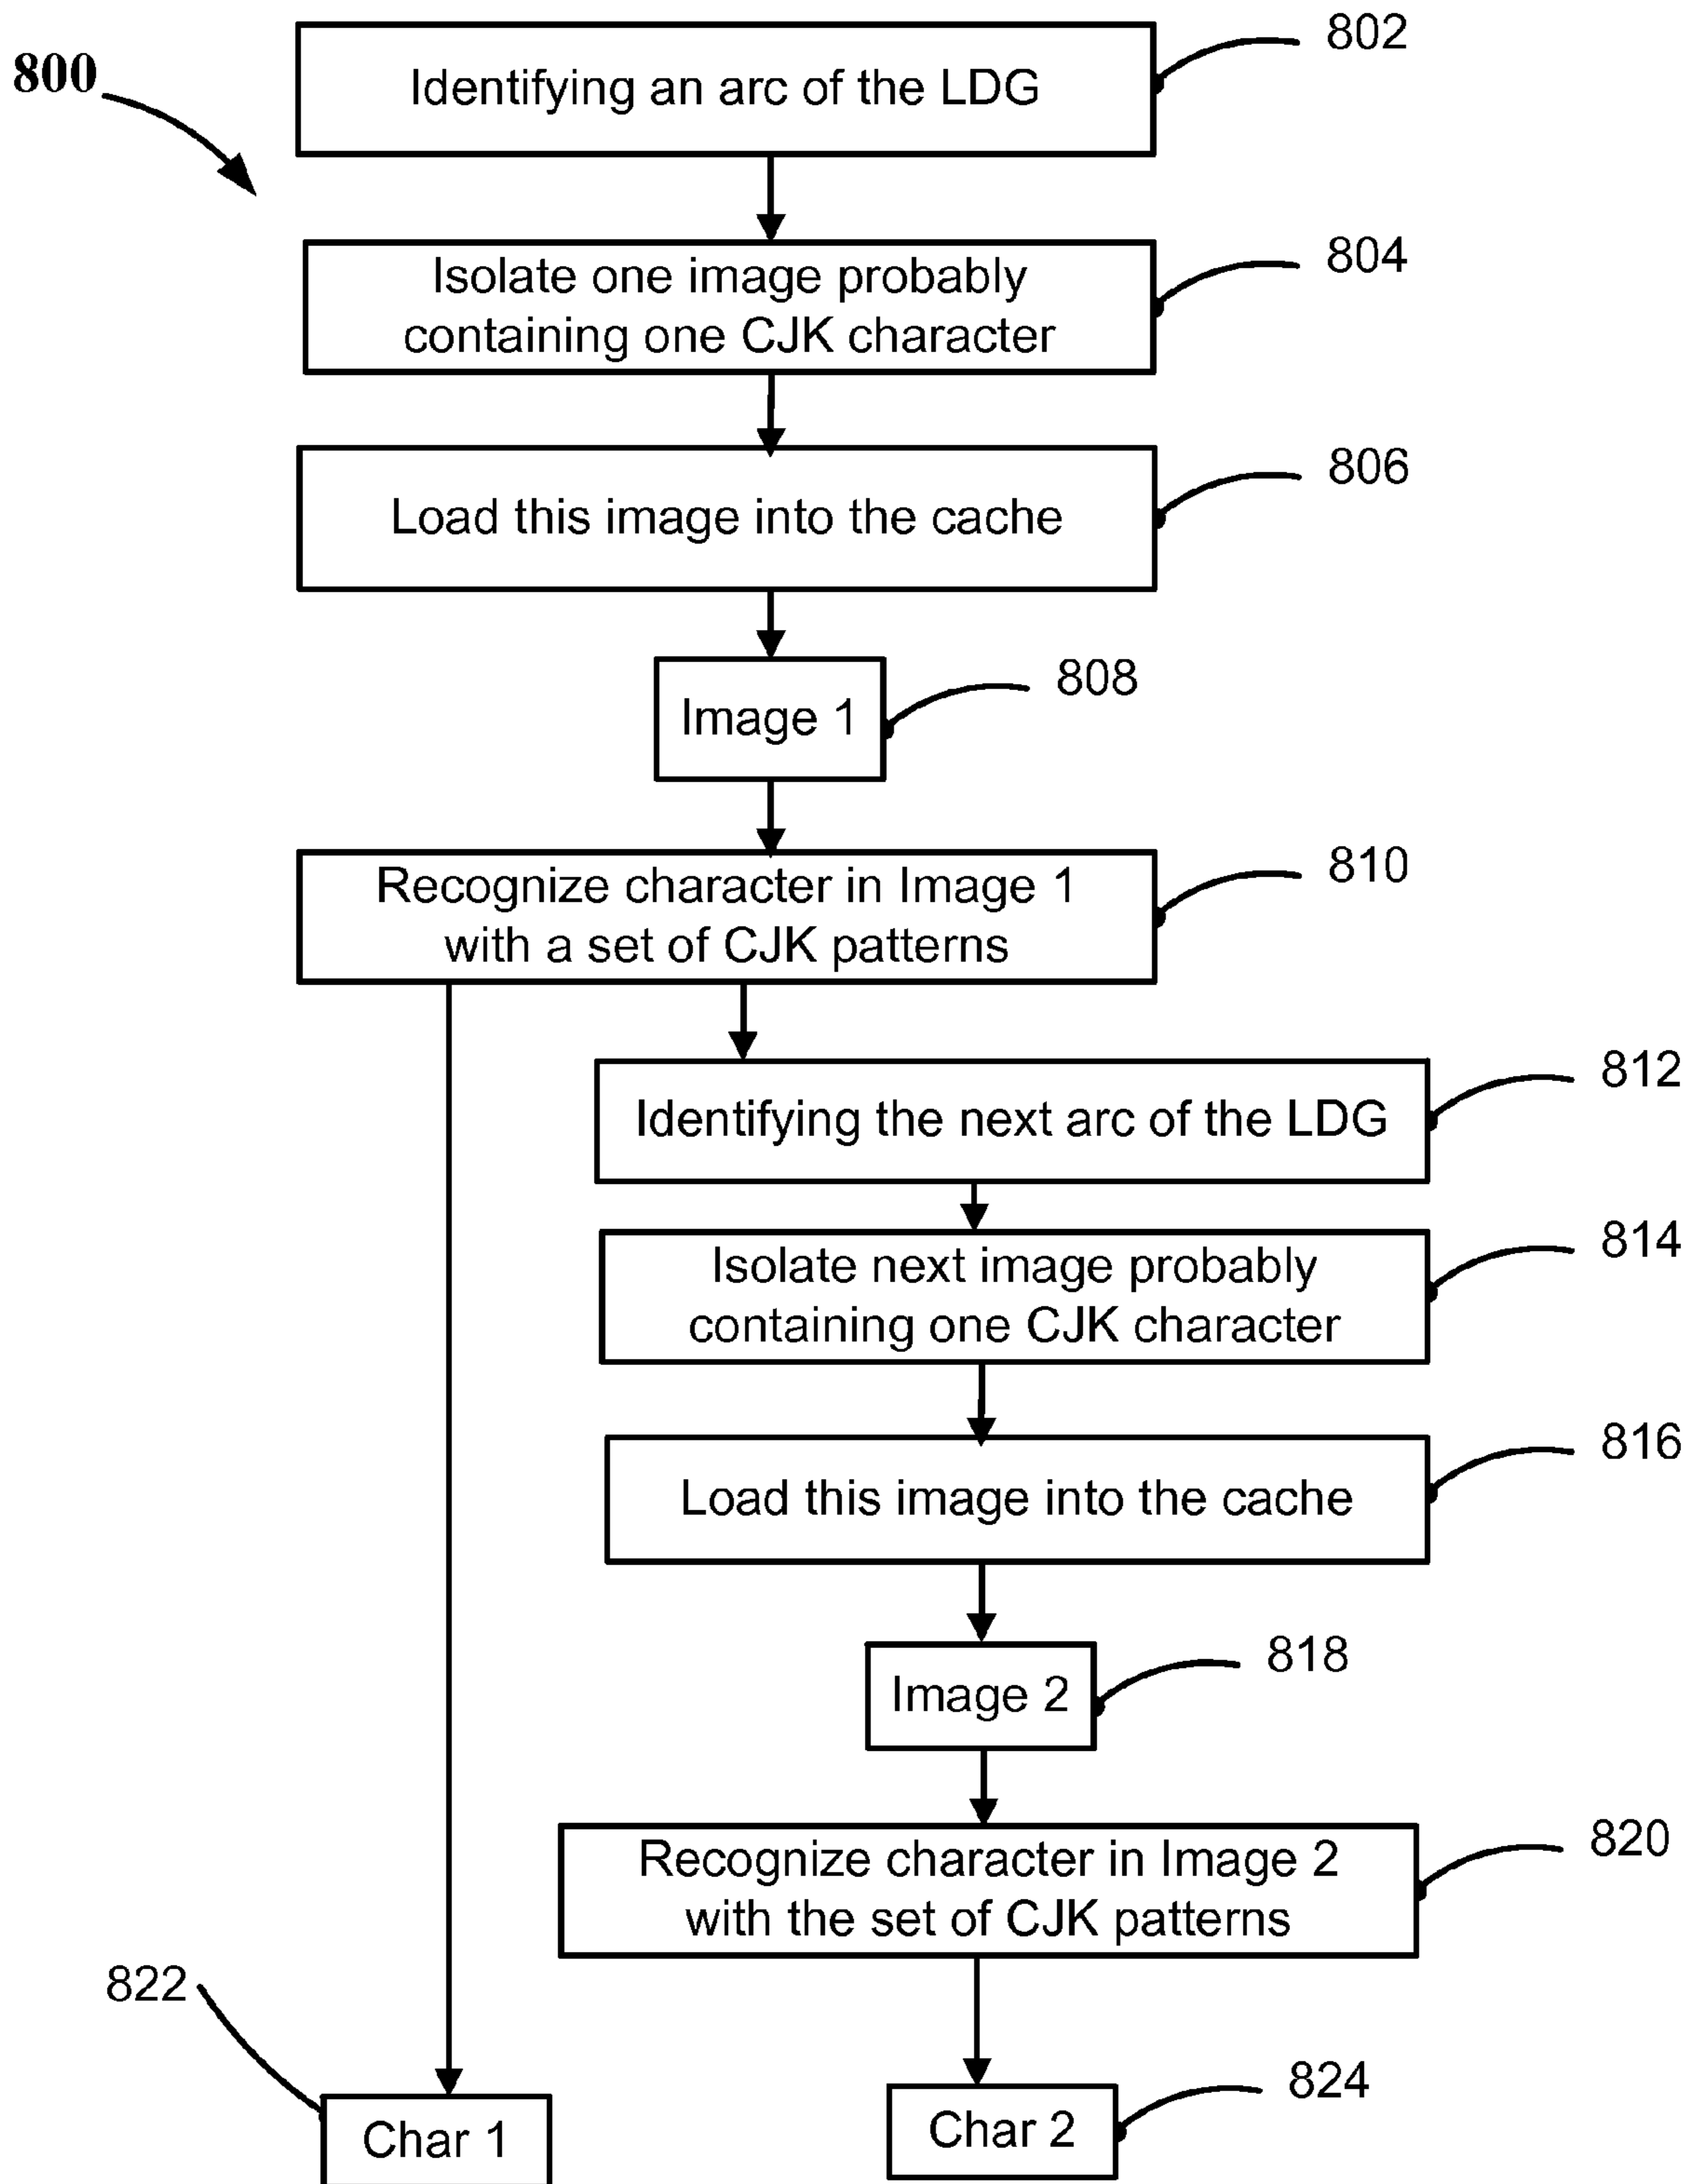 800
802
Identifying an arc of the LDG
804
Isolate one image probably
containing one CJK character
806
Load this image into the cache
808
Image 1
810
Recognize character in Image 1
with a set of CJK patterns
812
Identifying the next arc of the LDG
814
Isolate next image probably
containing one CJK character
816
Load this image into the cache
818
Image 2
820
Recognize character in Image 2
with the set of CJK patterns
822
Char 1
824
Char 2